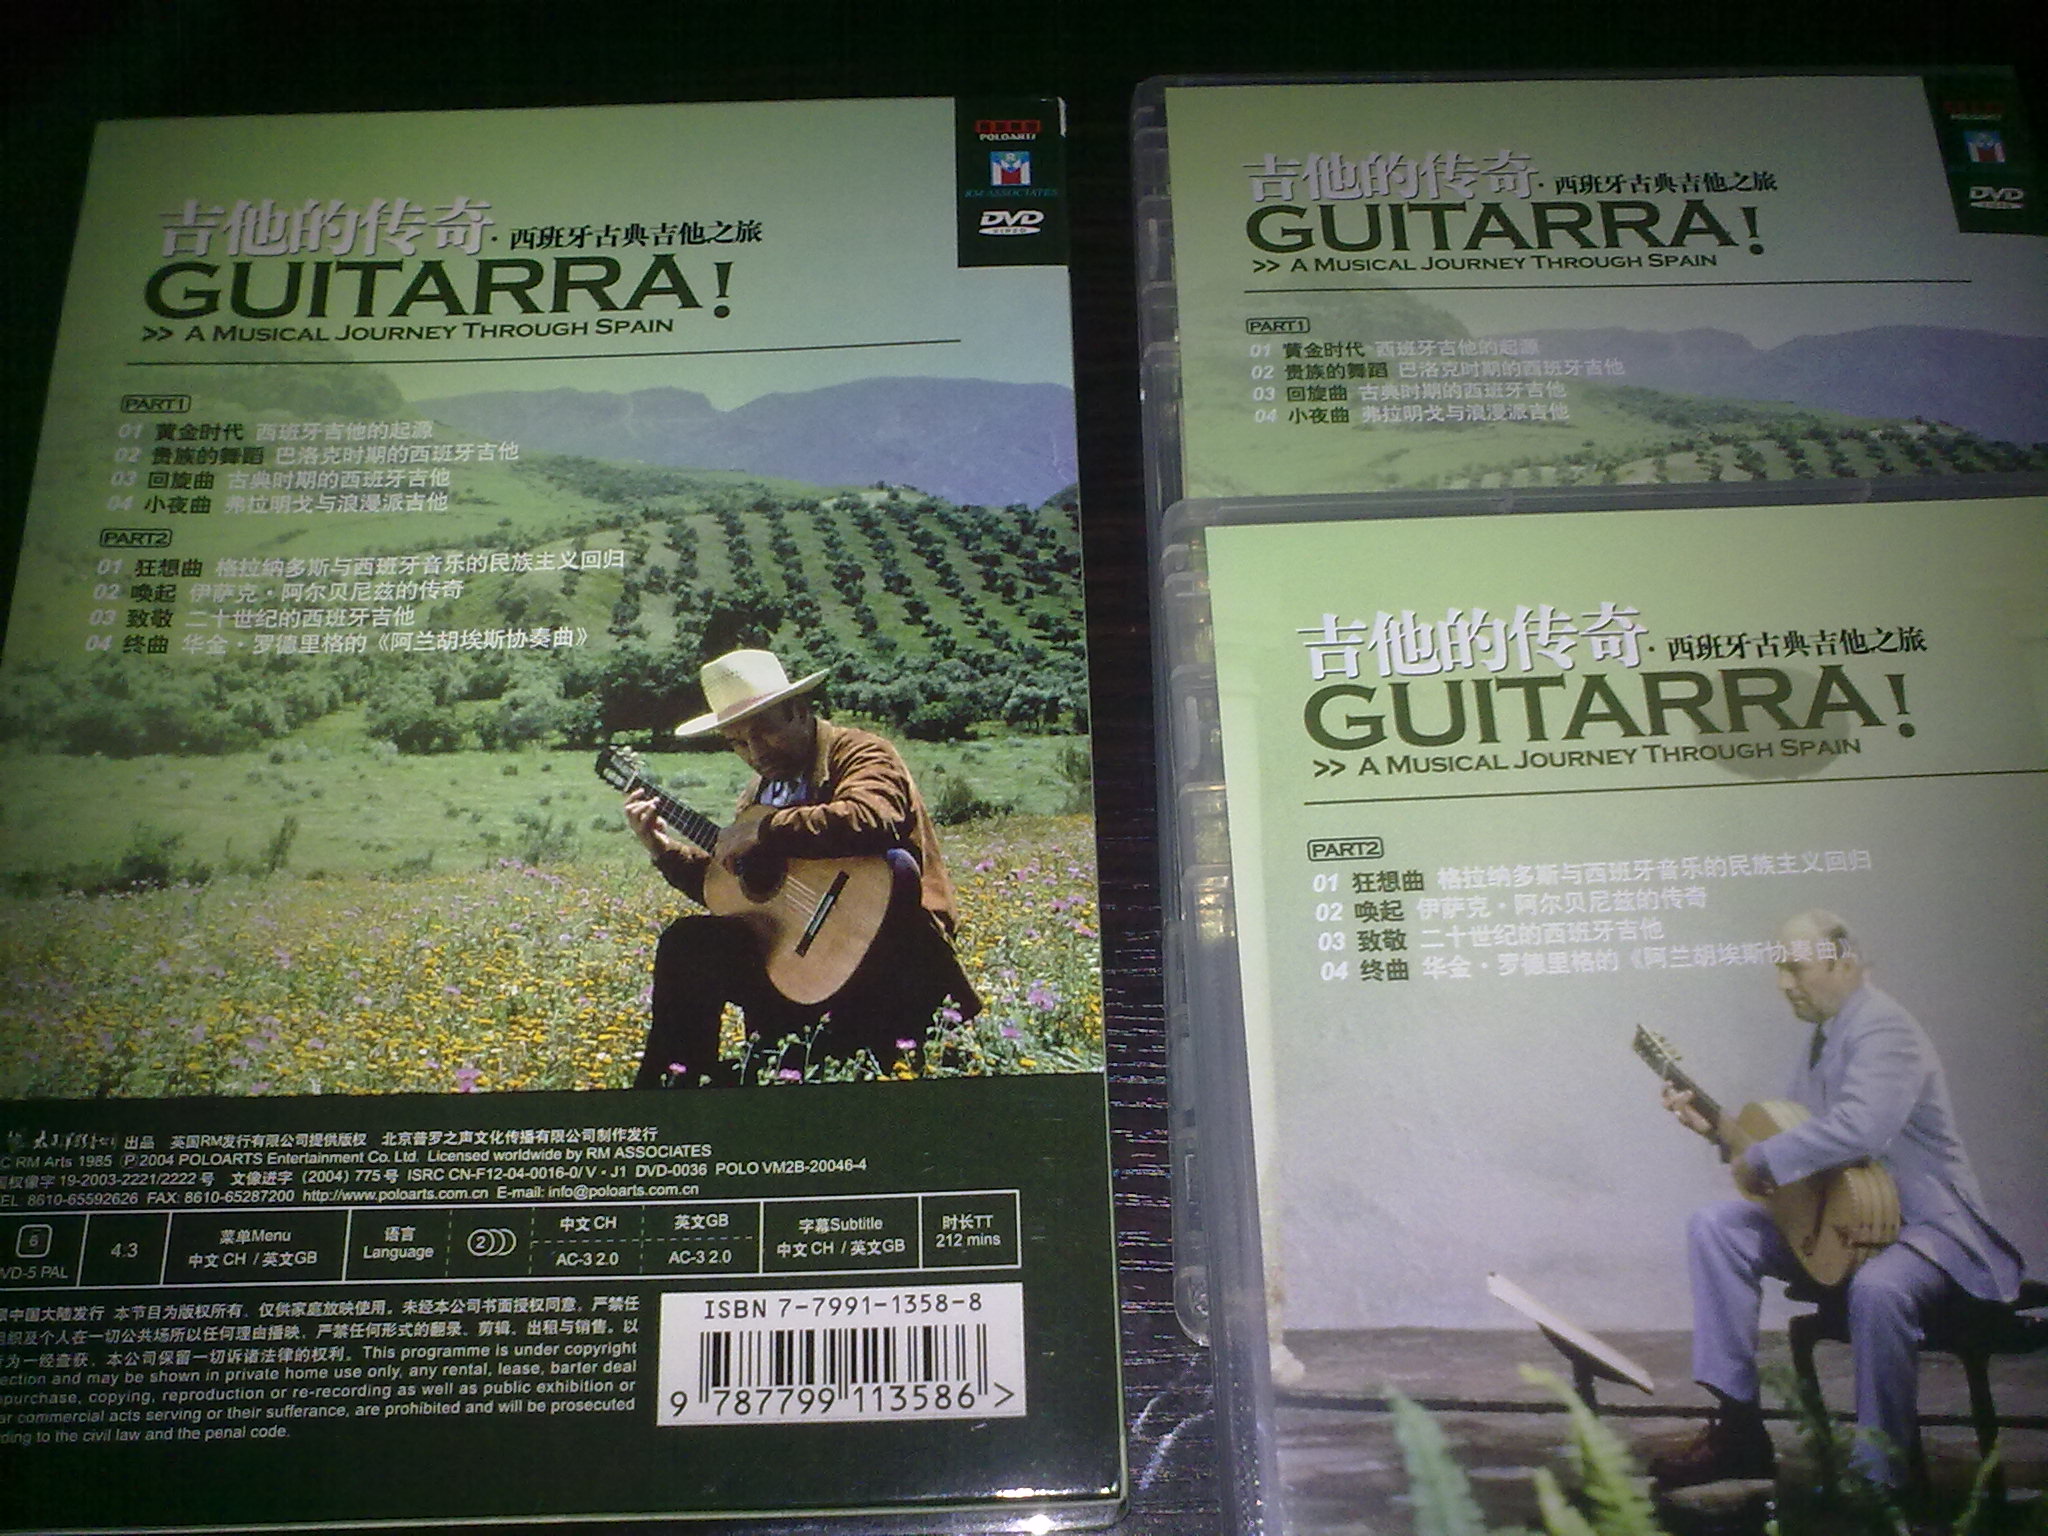 POLOARTS
RM ASSOCIATES
DVD
VIDEO
吉他的传奇·西班牙古典吉他之旅
GUITARRA!
>> A MUSICAL JOURNEY THROUGH SPAIN
PART1
01 黄金时代 西班牙吉他的起源
02 贵族的舞蹈 巴洛克时期的西班牙吉他
03 回旋曲 古典时期的西班牙吉他
04 小夜曲 弗拉明戈与浪漫派吉他
PART2
01 狂想曲 格拉纳多斯与西班牙音乐的民族主义回归
02 唤起 伊萨克·阿尔贝尼兹的传奇
03 致敬 二十世纪的西班牙吉他
04 终曲 华金·罗德里格的《阿兰胡埃斯协奏曲》
出品 英国RM发行有限公司提供版权 北京普罗之声文化传播有限公司制作发行
C RM Arts 1985 Ⓟ2004 POLOARTS Entertainment Co. Ltd. Licensed worldwide by RM ASSOCIATES
权像字 19-2003-2221/2222 号 文像进字 (2004) 775号 ISRC CN-F12-04-0016-0/V·J1 DVD-0036 POLO VM2B-20046-4
EL: 8610-65592626 FAX: 8610-65287200 http://www.poloarts.com.cn E-mail: info@poloarts.com.cn
6
VD-5 PAL
4:3
菜单Menu
中文 CH / 英文GB
语言
Language
2
中文 CH
AC-3 2.0
英文GB
AC-3 2.0
字幕Subtitle
中文 CH / 英文GB
时长TT
212 mins
中国大陆发行 本节目为版权所有，仅供家庭放映使用。未经本公司书面授权同意，严禁任
织及个人在一切公共场所以任何理由播映，严禁任何形式的翻录、剪辑、出租与销售。以
为一经查获，本公司保留一切诉诸法律的权利。This programme is under copyright
ection and may be shown in private home use only, any rental, lease, barter deal
purchase, copying, reproduction or re-recording as well as public exhibition or
ar commercial acts serving or their sufferance, are prohibited and will be prosecuted
ding to the civil law and the penal code.
ISBN 7-7991-1358-8
9 787799 113586 >
DVD
吉他的传奇·西班牙古典吉他之旅
GUITARRA!
>> A MUSICAL JOURNEY THROUGH SPAIN
PART1
01 黄金时代 西班牙吉他的起源
02 贵族的舞蹈 巴洛克时期的西班牙吉他
03 回旋曲 古典时期的西班牙吉他
04 小夜曲 弗拉明戈与浪漫派吉他
吉他的传奇·西班牙古典吉他之旅
GUITARRA!
>> A MUSICAL JOURNEY THROUGH SPAIN
PART2
01 狂想曲 格拉纳多斯与西班牙音乐的民族主义回归
02 唤起 伊萨克·阿尔贝尼兹的传奇
03 致敬 二十世纪的西班牙吉他
04 终曲 华金·罗德里格的《阿兰胡埃斯协奏曲》